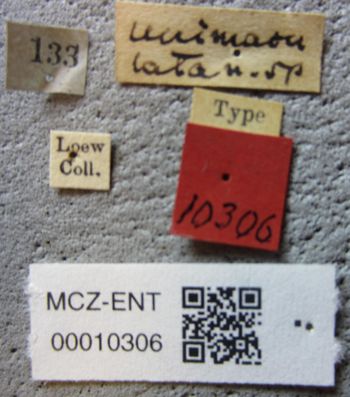 133
unimacu
lata n. sp
Type
Loew
Coll.
10306
MCZ-ENT
00010306